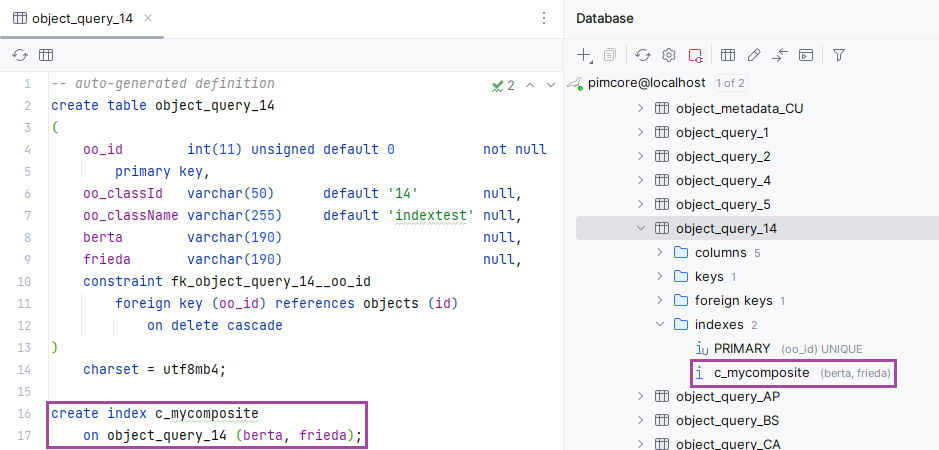 object_query_14
1 -- auto-generated definition
2 create table object_query_14
3 (
4 oo_id int(11) unsigned default 0 not null
5 primary key,
6 oo_classId varchar(50) default '14' null,
7 oo_className varchar(255) default 'indextest' null,
8 berta varchar(190) null,
9 frieda varchar(190) null,
10 constraint fk_object_query_14__oo_id
11 foreign key (oo_id) references objects (id)
12 on delete cascade
13 )
14 charset = utf8mb4;
15
16 create index c_mycomposite
17 on object_query_14 (berta, frieda);
2
Database
pimcore@localhost 1 of 2
object_metadata_CU
object_query_1
object_query_2
object_query_4
object_query_5
object_query_14
columns 5
keys 1
foreign keys 1
indexes 2
PRIMARY (oo_id) UNIQUE
c_mycomposite (berta, frieda)
object_query_AP
object_query_BS
object_query_CA